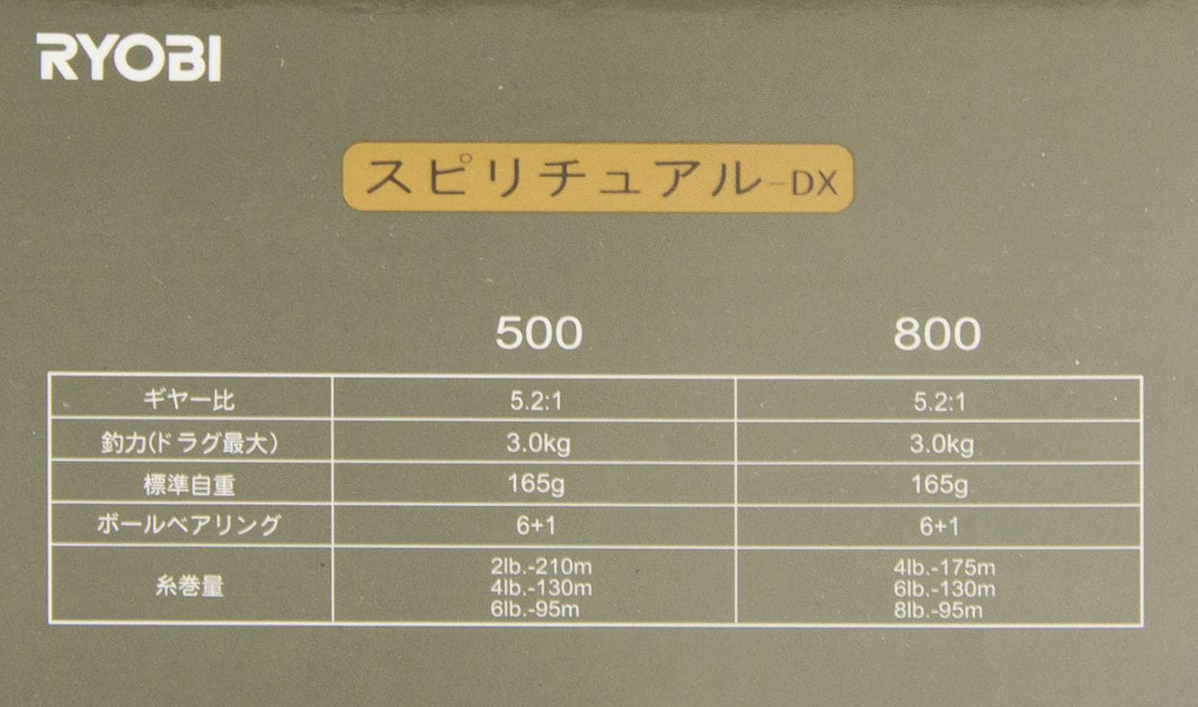 RYOBI
スピリチュアル-DX
500 800
ギヤー比 5.2:1 5.2:1
釣力(ドラグ最大) 3.0kg 3.0kg
標準自重 165g 165g
ボールベアリング 6+1 6+1
糸巻量
2lb.-210m 4lb.-175m
4lb.-130m 6lb.-130m
6lb.-95m 8lb.-95m